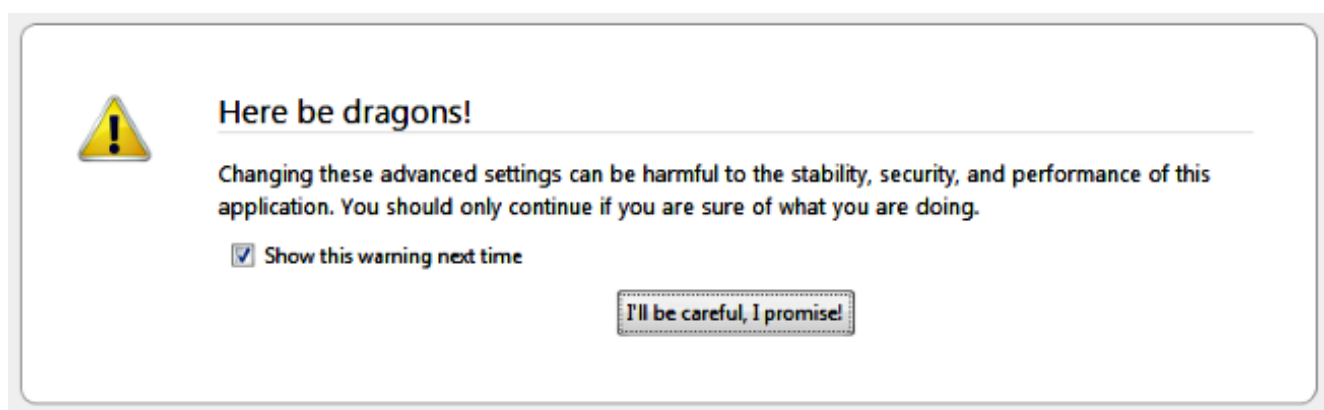 Here be dragons!
Changing these advanced settings can be harmful to the stability, security, and performance of this
application. You should only continue if you are sure of what you are doing.
Show this warning next time
I'll be careful, I promise!